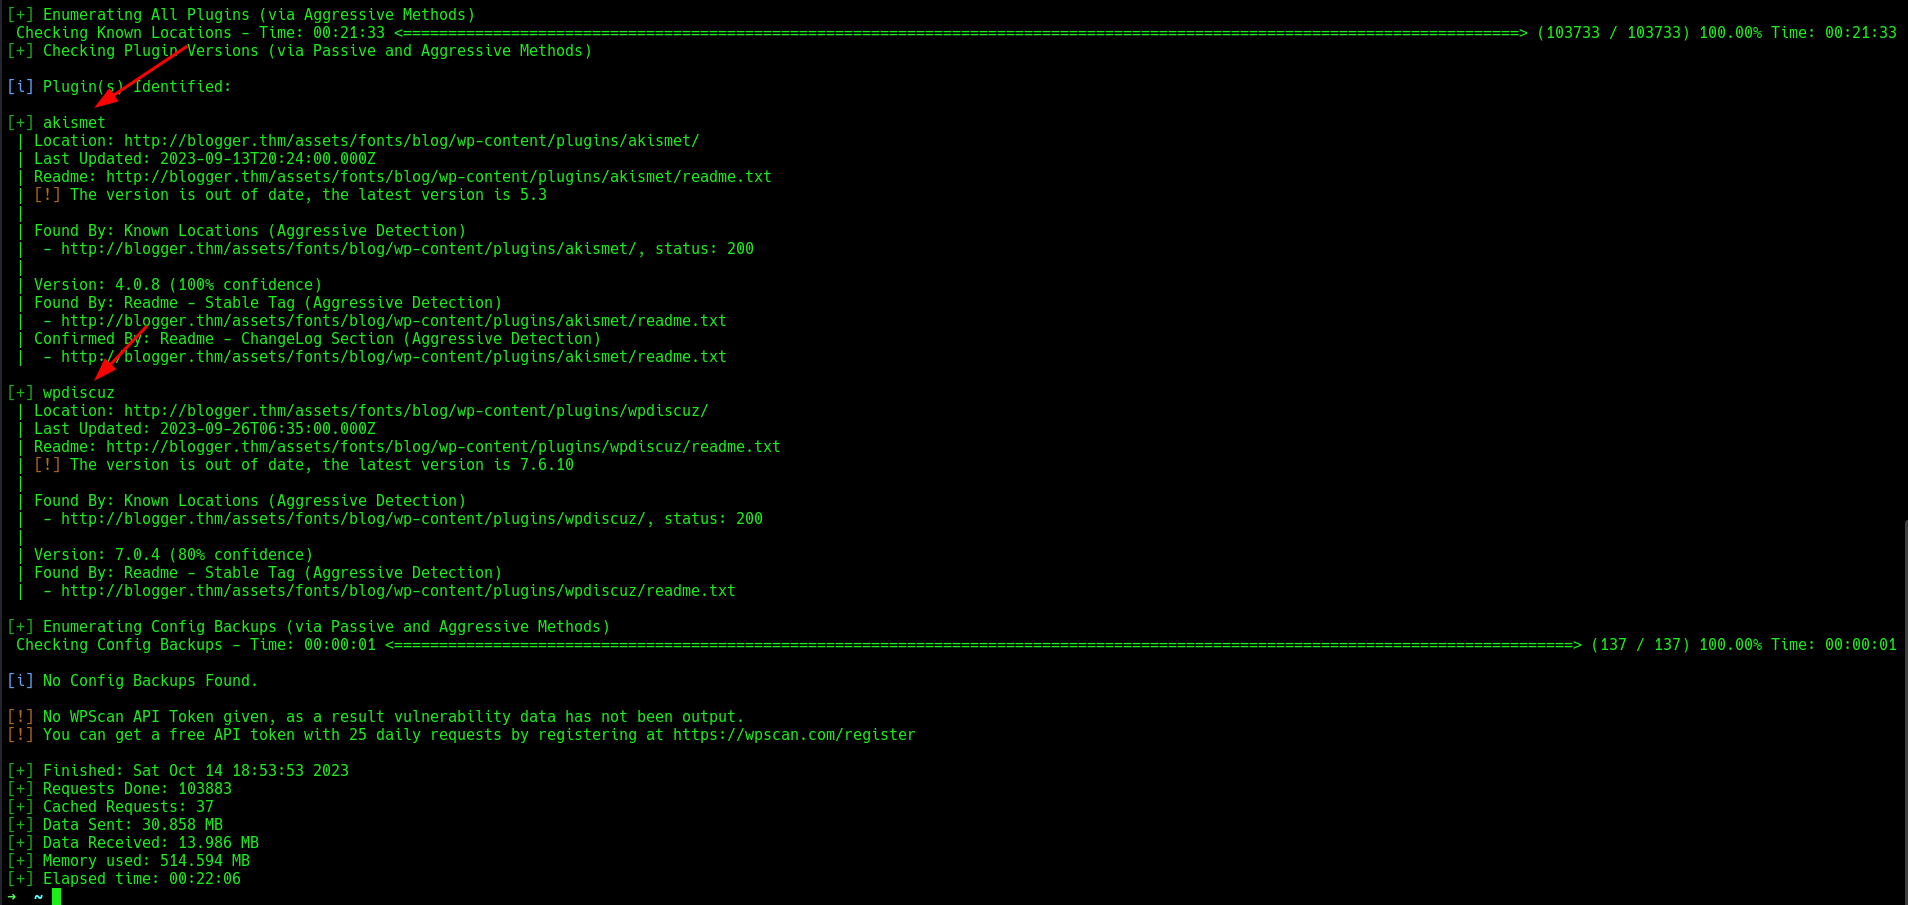 [+] Enumerating All Plugins (via Aggressive Methods)
 Checking Known Locations - Time: 00:21:33 <============================================================================================================================> (103733 / 103733) 100.00% Time: 00:21:33
[+] Checking Plugin Versions (via Passive and Aggressive Methods)
[i] Plugin(s) Identified:
[+] akismet
 | Location: http://blogger.thm/assets/fonts/blog/wp-content/plugins/akismet/
 | Last Updated: 2023-09-13T20:24:00.000Z
 | Readme: http://blogger.thm/assets/fonts/blog/wp-content/plugins/akismet/readme.txt
 | [!] The version is out of date, the latest version is 5.3
 |
 | Found By: Known Locations (Aggressive Detection)
 |  - http://blogger.thm/assets/fonts/blog/wp-content/plugins/akismet/, status: 200
 |
 | Version: 4.0.8 (100% confidence)
 | Found By: Readme - Stable Tag (Aggressive Detection)
 |  - http://blogger.thm/assets/fonts/blog/wp-content/plugins/akismet/readme.txt
 | Confirmed By: Readme - ChangeLog Section (Aggressive Detection)
 |  - http://blogger.thm/assets/fonts/blog/wp-content/plugins/akismet/readme.txt
[+] wpdiscuz
 | Location: http://blogger.thm/assets/fonts/blog/wp-content/plugins/wpdiscuz/
 | Last Updated: 2023-09-26T06:35:00.000Z
 | Readme: http://blogger.thm/assets/fonts/blog/wp-content/plugins/wpdiscuz/readme.txt
 | [!] The version is out of date, the latest version is 7.6.10
 |
 | Found By: Known Locations (Aggressive Detection)
 |  - http://blogger.thm/assets/fonts/blog/wp-content/plugins/wpdiscuz/, status: 200
 |
 | Version: 7.0.4 (80% confidence)
 | Found By: Readme - Stable Tag (Aggressive Detection)
 |  - http://blogger.thm/assets/fonts/blog/wp-content/plugins/wpdiscuz/readme.txt
[+] Enumerating Config Backups (via Passive and Aggressive Methods)
 Checking Config Backups - Time: 00:00:01 <===================================================================================================================================> (137 / 137) 100.00% Time: 00:00:01
[i] No Config Backups Found.
[!] No WPScan API Token given, as a result vulnerability data has not been output.
[!] You can get a free API token with 25 daily requests by registering at https://wpscan.com/register
[+] Finished: Sat Oct 14 18:53:53 2023
[+] Requests Done: 103883
[+] Cached Requests: 37
[+] Data Sent: 30.858 MB
[+] Data Received: 13.986 MB
[+] Memory used: 514.594 MB
[+] Elapsed time: 00:22:06
→  ~